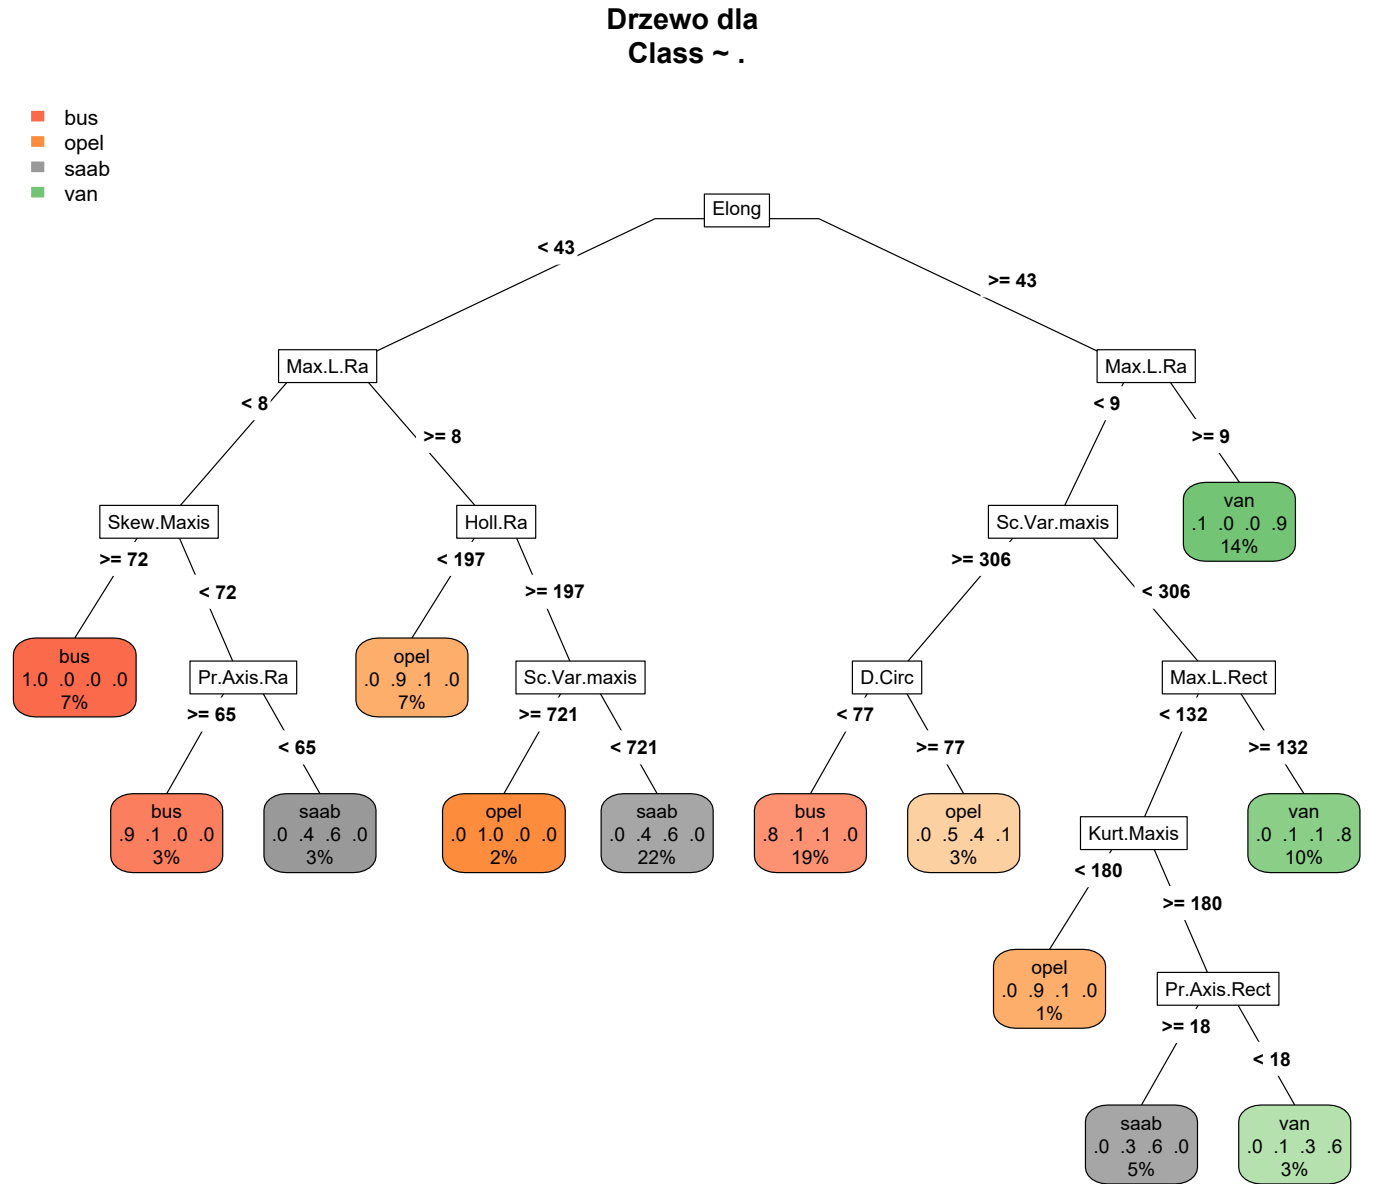 Drzewo dla
Class ~ .
bus
opel
saab
van
Elong
< 43
>= 43
Max.L.Ra
Max.L.Ra
< 8
< 9
>= 8
>= 9
van
.1 .0 .0 .9
14%
Skew.Maxis
Holl.Ra
Sc.Var.maxis
>= 72
< 197
>= 306
< 72
>= 197
< 306
bus
1.0 .0 .0 .0
7%
Pr.Axis.Ra
opel
.0 .9 .1 .0
7%
Sc.Var.maxis
D.Circ
Max.L.Rect
>= 65
>= 721
< 77
< 132
< 65
< 721
>= 77
>= 132
bus
.9 .1 .0 .0
3%
saab
.0 .4 .6 .0
3%
opel
.0 1.0 .0 .0
2%
saab
.0 .4 .6 .0
22%
bus
.8 .1 .1 .0
19%
opel
.0 .5 .4 .1
3%
Kurt.Maxis
van
.0 .1 .1 .8
10%
< 180
>= 180
opel
.0 .9 .1 .0
1%
Pr.Axis.Rect
>= 18
< 18
saab
.0 .3 .6 .0
5%
van
.0 .1 .3 .6
3%